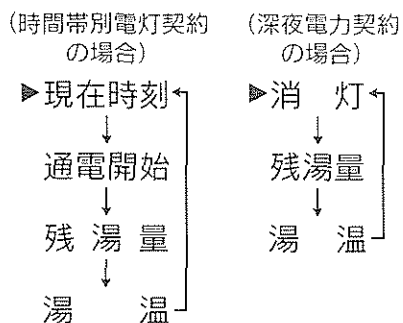 (時間帯別電灯契約
の場合)
▶現在時刻
通電開始
残湯量
湯温
(深夜電力契約
の場合)
▶消灯
残湯量
湯温